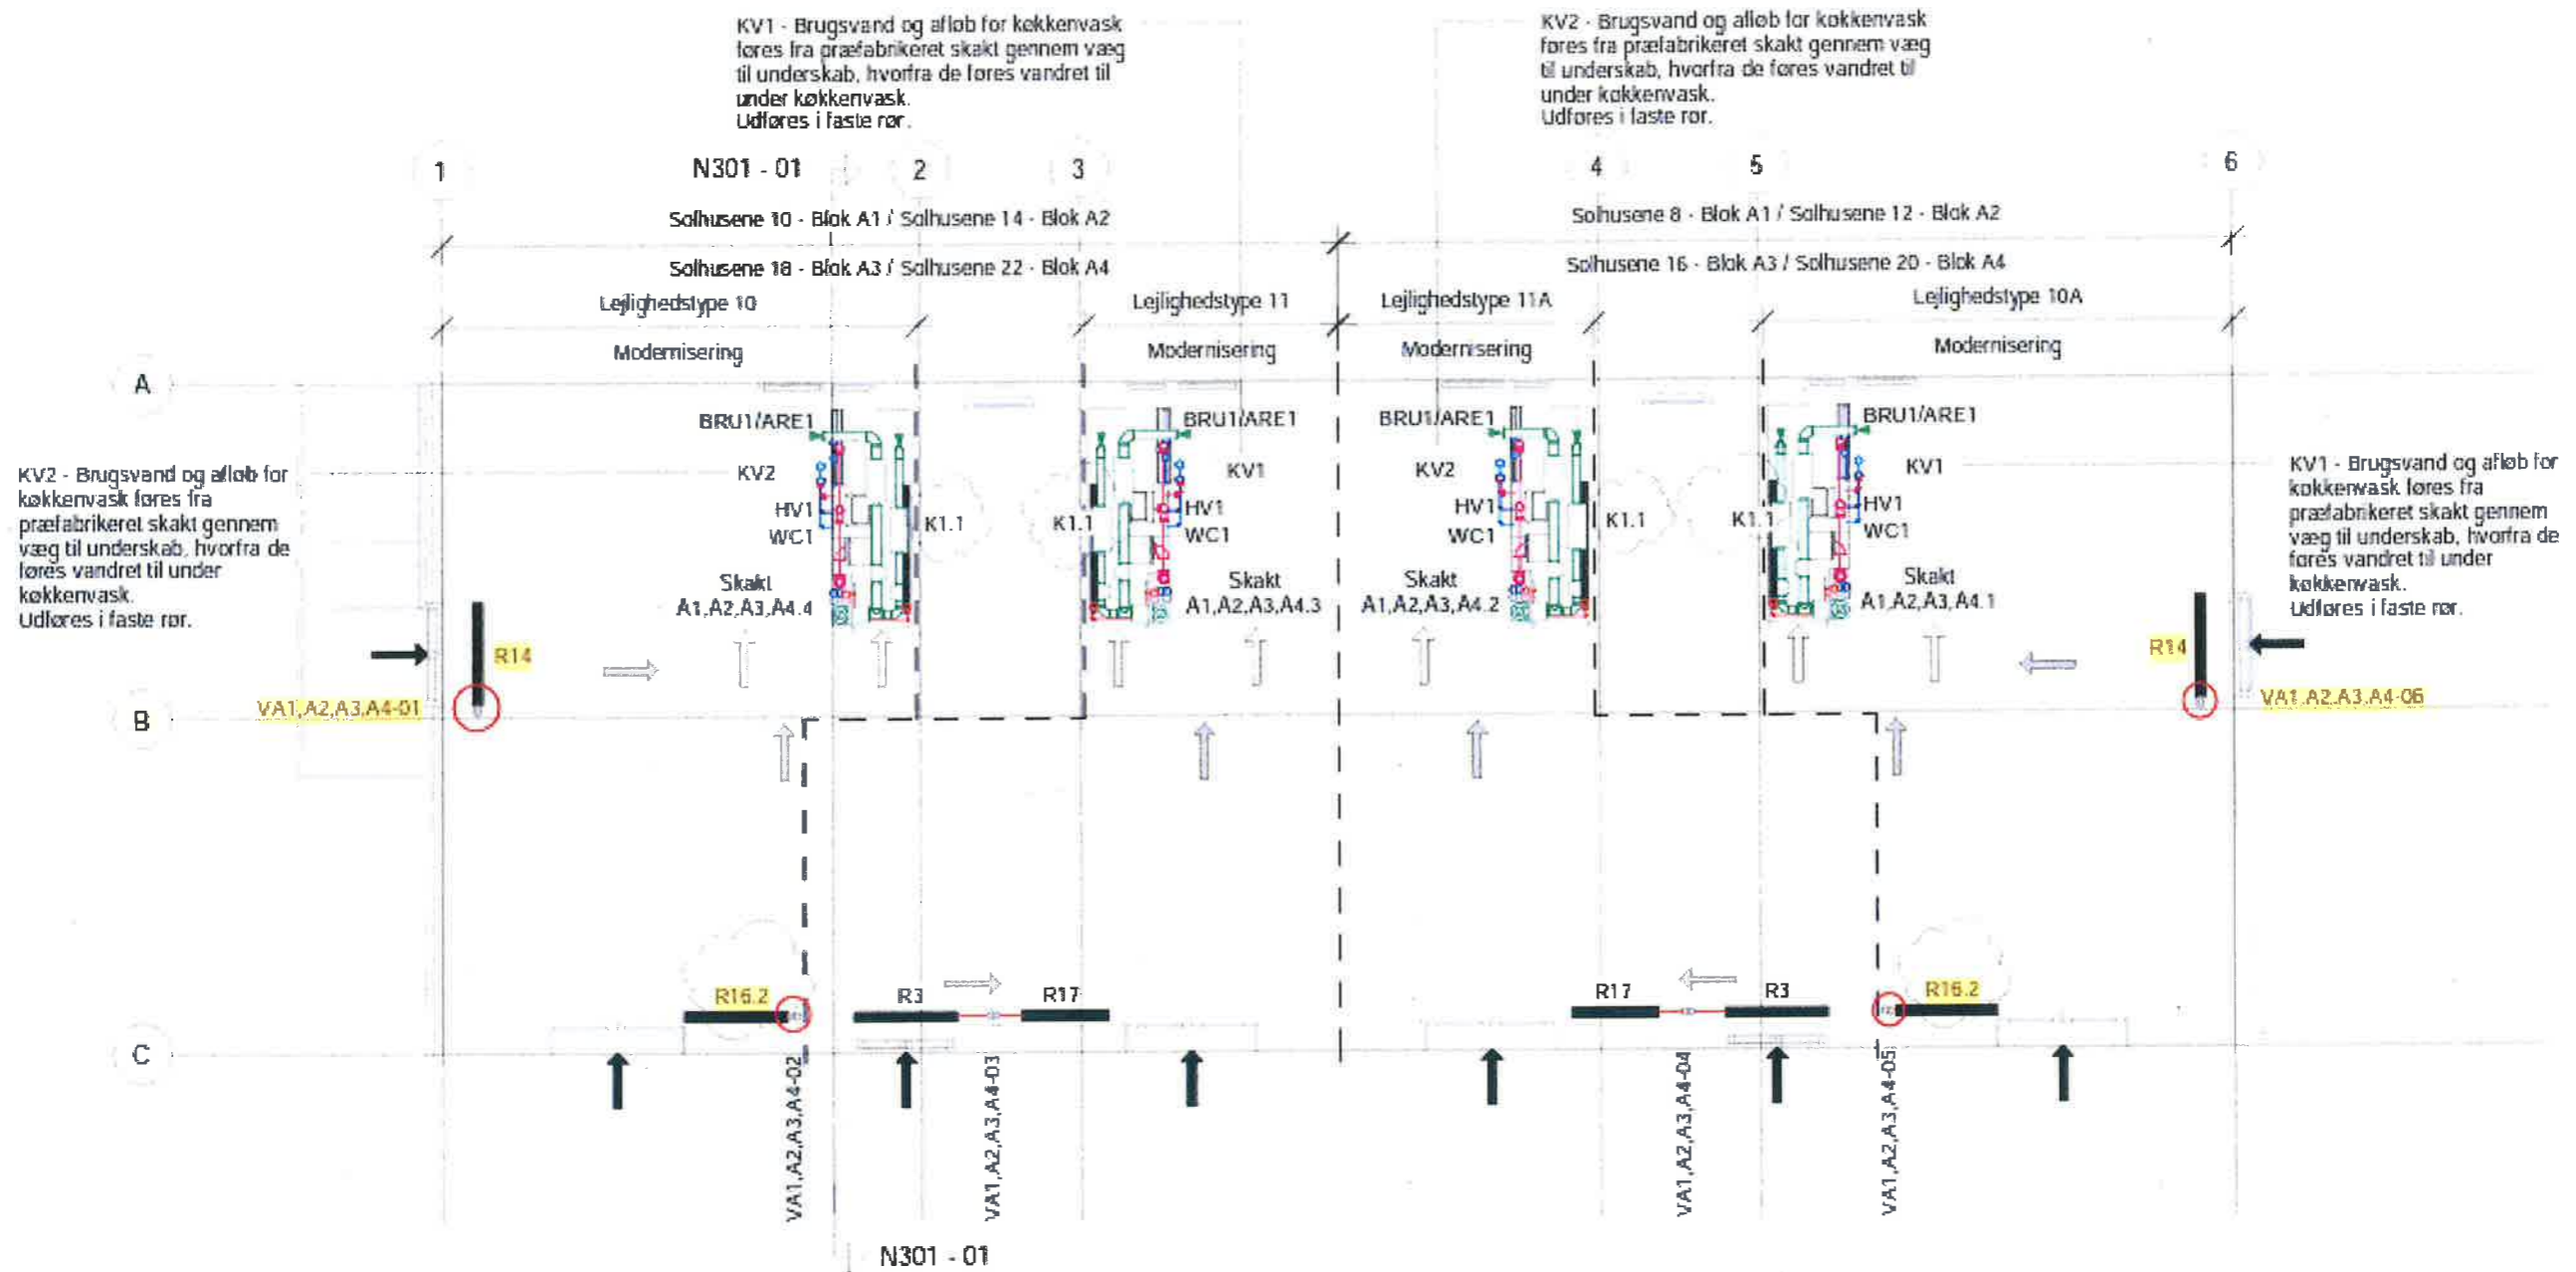 KV1 - Brugsvand og afløb for køkkenvask
føres fra præfabrikeret skakt gennem væg
til underskab, hvorfra de føres vandret til
under køkkenvask.
Udføres i faste rør.
KV2 - Brugsvand og afløb for køkkenvask
føres fra præfabrikeret skakt gennem væg
til underskab, hvorfra de føres vandret til
under køkkenvask.
Udføres i faste rør.
1
N301 - 01
2
3
4
5
6
Solhusene 10 - Blok A1 / Solhusene 14 - Blok A2
Solhusene 8 - Blok A1 / Solhusene 12 - Blok A2
Solhusene 18 - Blok A3 / Solhusene 22 - Blok A4
Solhusene 16 - Blok A3 / Solhusene 20 - Blok A4
Lejlighedstype 10
Lejlighedstype 11
Lejlighedstype 11A
Lejlighedstype 10A
Modernisering
Modernisering
Modernisering
Modernisering
A
BRU1/ARE1
BRU1/ARE1
BRU1/ARE1
BRU1/ARE1
KV2 - Brugsvand og afløb for
køkkenvask føres fra
præfabrikeret skakt gennem
væg til underskab, hvorfra de
føres vandret til under
køkkenvask.
Udføres i faste rør.
KV2
HV1
WC1
K1.1
K1.1
KV1
HV1
WC1
KV2
HV1
WC1
K1.1
K1.1
KV1
HV1
WC1
KV1 - Brugsvand og afløb for
køkkenvask føres fra
præfabrikeret skakt gennem
væg til underskab, hvorfra de
føres vandret til under
køkkenvask.
Udføres i faste rør.
Skakt
A1,A2,A3,A4.4
Skakt
A1,A2,A3,A4.3
Skakt
A1,A2,A3,A4.2
Skakt
A1,A2,A3,A4.1
R14
R14
VA1,A2,A3,A4-01
VA1,A2,A3,A4-06
B
R16.2
R3
R17
R17
R3
R16.2
C
VA1,A2,A3,A4-02
VA1,A2,A3,A4-03
VA1,A2,A3,A4-04
VA1,A2,A3,A4-05
N301 - 01